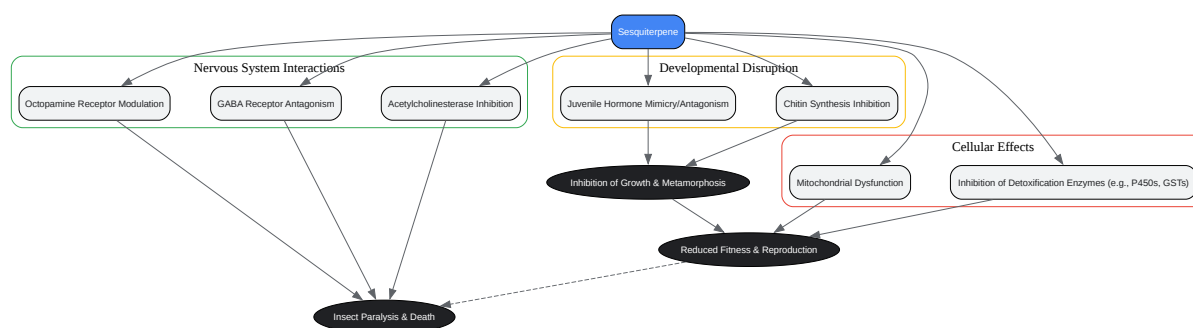 Sesquiterpene
Nervous System Interactions
Developmental Disruption
Octopamine Receptor Modulation
GABA Receptor Antagonism
Acetylcholinesterase Inhibition
Juvenile Hormone Mimicry/Antagonism
Chitin Synthesis Inhibition
Cellular Effects
Inhibition of Growth & Metamorphosis
Mitochondrial Dysfunction
Inhibition of Detoxification Enzymes (e.g., P450s, GSTs)
Reduced Fitness & Reproduction
Insect Paralysis & Death